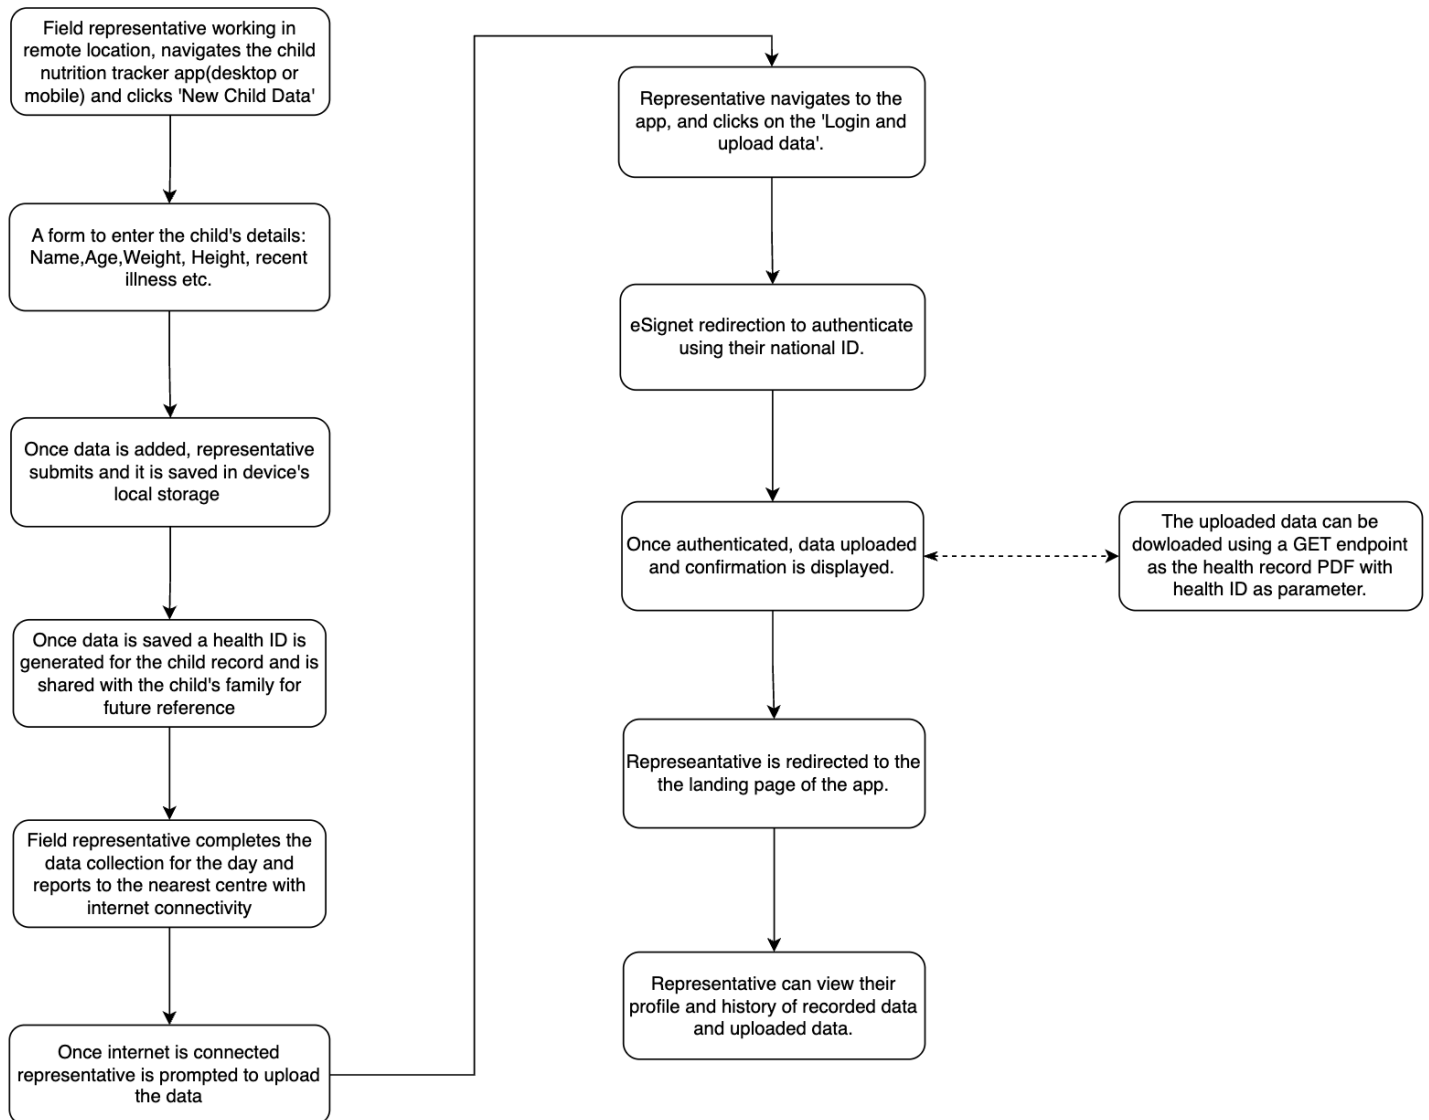 Field representative working in
remote location, navigates the child
nutrition tracker app(desktop or
mobile) and clicks 'New Child Data'
A form to enter the child's details:
Name,Age,Weight, Height, recent
illness etc.
Once data is added, representative
submits and it is saved in device's
local storage
Once data is saved a health ID is
generated for the child record and is
shared with the child's family for
future reference
Field representative completes the
data collection for the day and
reports to the nearest centre with
internet connectivity
Once internet is connected
representative is prompted to upload
the data
Representative navigates to the
app, and clicks on the 'Login and
upload data'.
eSignet redirection to authenticate
using their national ID.
Once authenticated, data uploaded
and confirmation is displayed.
The uploaded data can be
dowloaded using a GET endpoint
as the health record PDF with
health ID as parameter.
Represeantative is redirected to the
the landing page of the app.
Representative can view their
profile and history of recorded data
and uploaded data.